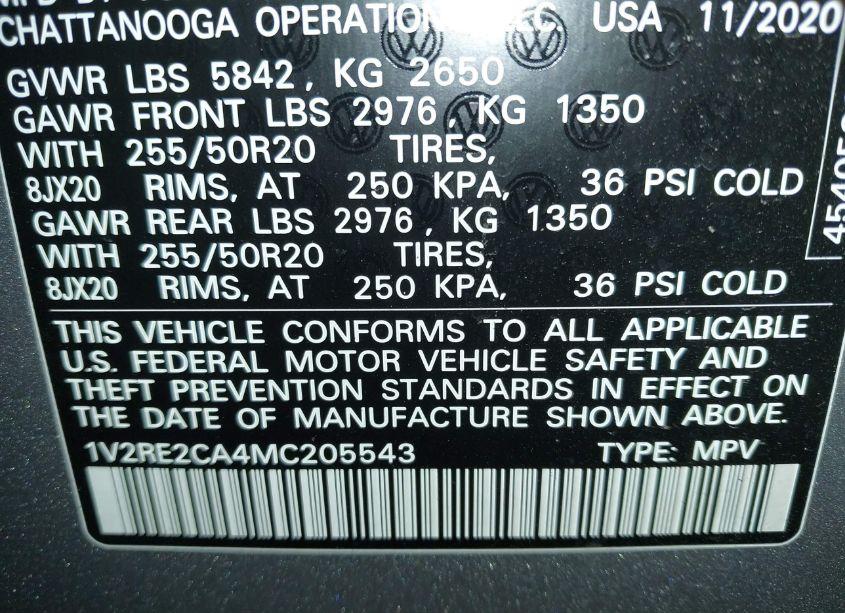 CHATTANOOGA OPERATIONS LLC USA 11/2020
GVWR LBS 5842, KG 2650
GAWR FRONT LBS 2976, KG 1350
WITH 255/50R20 TIRES,
8JX20 RIMS, AT 250 KPA, 36 PSI COLD
GAWR REAR LBS 2976, KG 1350
WITH 255/50R20 TIRES,
8JX20 RIMS, AT 250 KPA, 36 PSI COLD
THIS VEHICLE CONFORMS TO ALL APPLICABLE
U.S. FEDERAL MOTOR VEHICLE SAFETY AND
THEFT PREVENTION STANDARDS IN EFFECT ON
THE DATE OF MANUFACTURE SHOWN ABOVE.
1V2RE2CA4MC205543 TYPE: MPV